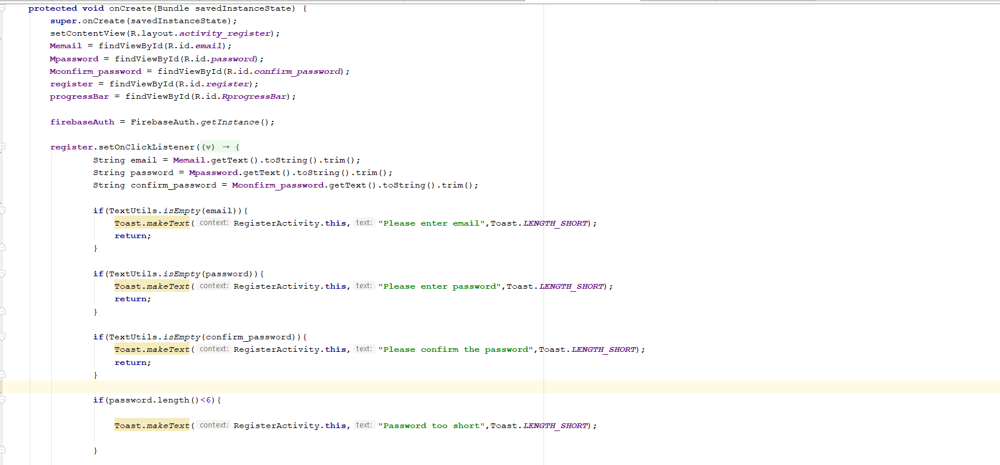 protected void onCreate(Bundle savedInstanceState) {
super.onCreate(savedInstanceState);
setContentView(R.layout.activity_register);
Memail = findViewById(R.id.email);
Mpassword = findViewById(R.id.password);
Mconfirm_password = findViewById(R.id.confirm_password);
register = findViewById(R.id.register);
progressBar = findViewById(R.id.RprogressBar);
firebaseAuth = FirebaseAuth.getInstance();
register.setOnClickListener((v) → {
String email = Memail.getText().toString().trim();
String password = Mpassword.getText().toString().trim();
String confirm_password = Mconfirm_password.getText().toString().trim();
if(TextUtils.isEmpty(email)){
Toast.makeText( context: RegisterActivity.this, text: "Please enter email",Toast.LENGTH_SHORT);
return;
}
if(TextUtils.isEmpty(password)){
Toast.makeText( context: RegisterActivity.this, text: "Please enter password",Toast.LENGTH_SHORT);
return;
}
if(TextUtils.isEmpty(confirm_password)){
Toast.makeText( context: RegisterActivity.this, text: "Please confirm the password",Toast.LENGTH_SHORT);
return;
}
if(password.length()<6){
Toast.makeText( context: RegisterActivity.this, text: "Password too short",Toast.LENGTH_SHORT);
}